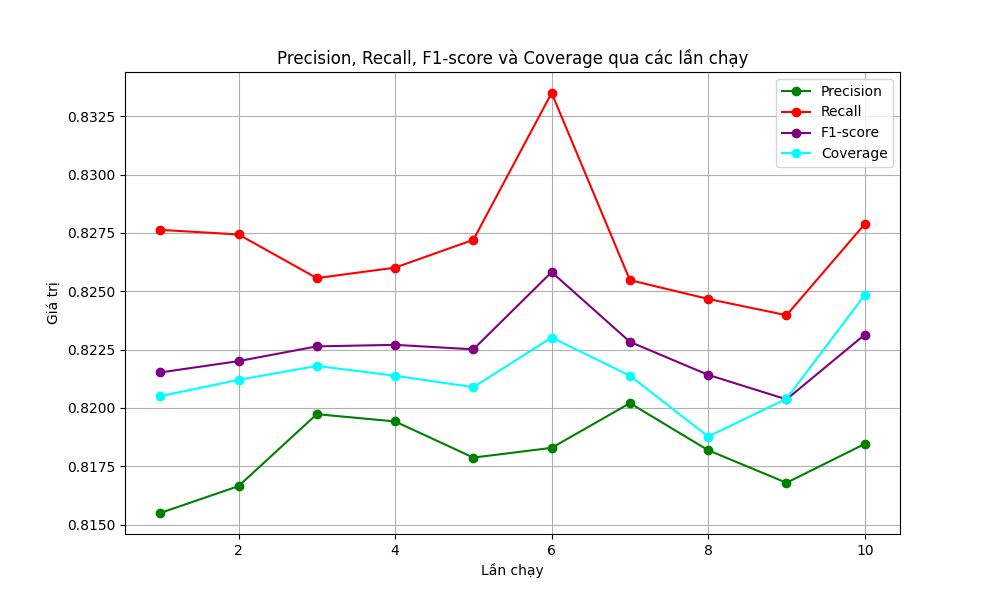 Precision, Recall, F1-score và Coverage qua các lần chạy
Precision
Recall
F1-score
Coverage
Giá trị
0.8325
0.8300
0.8275
0.8250
0.8225
0.8200
0.8175
0.8150
2 4 6 8 10
Lần chạy